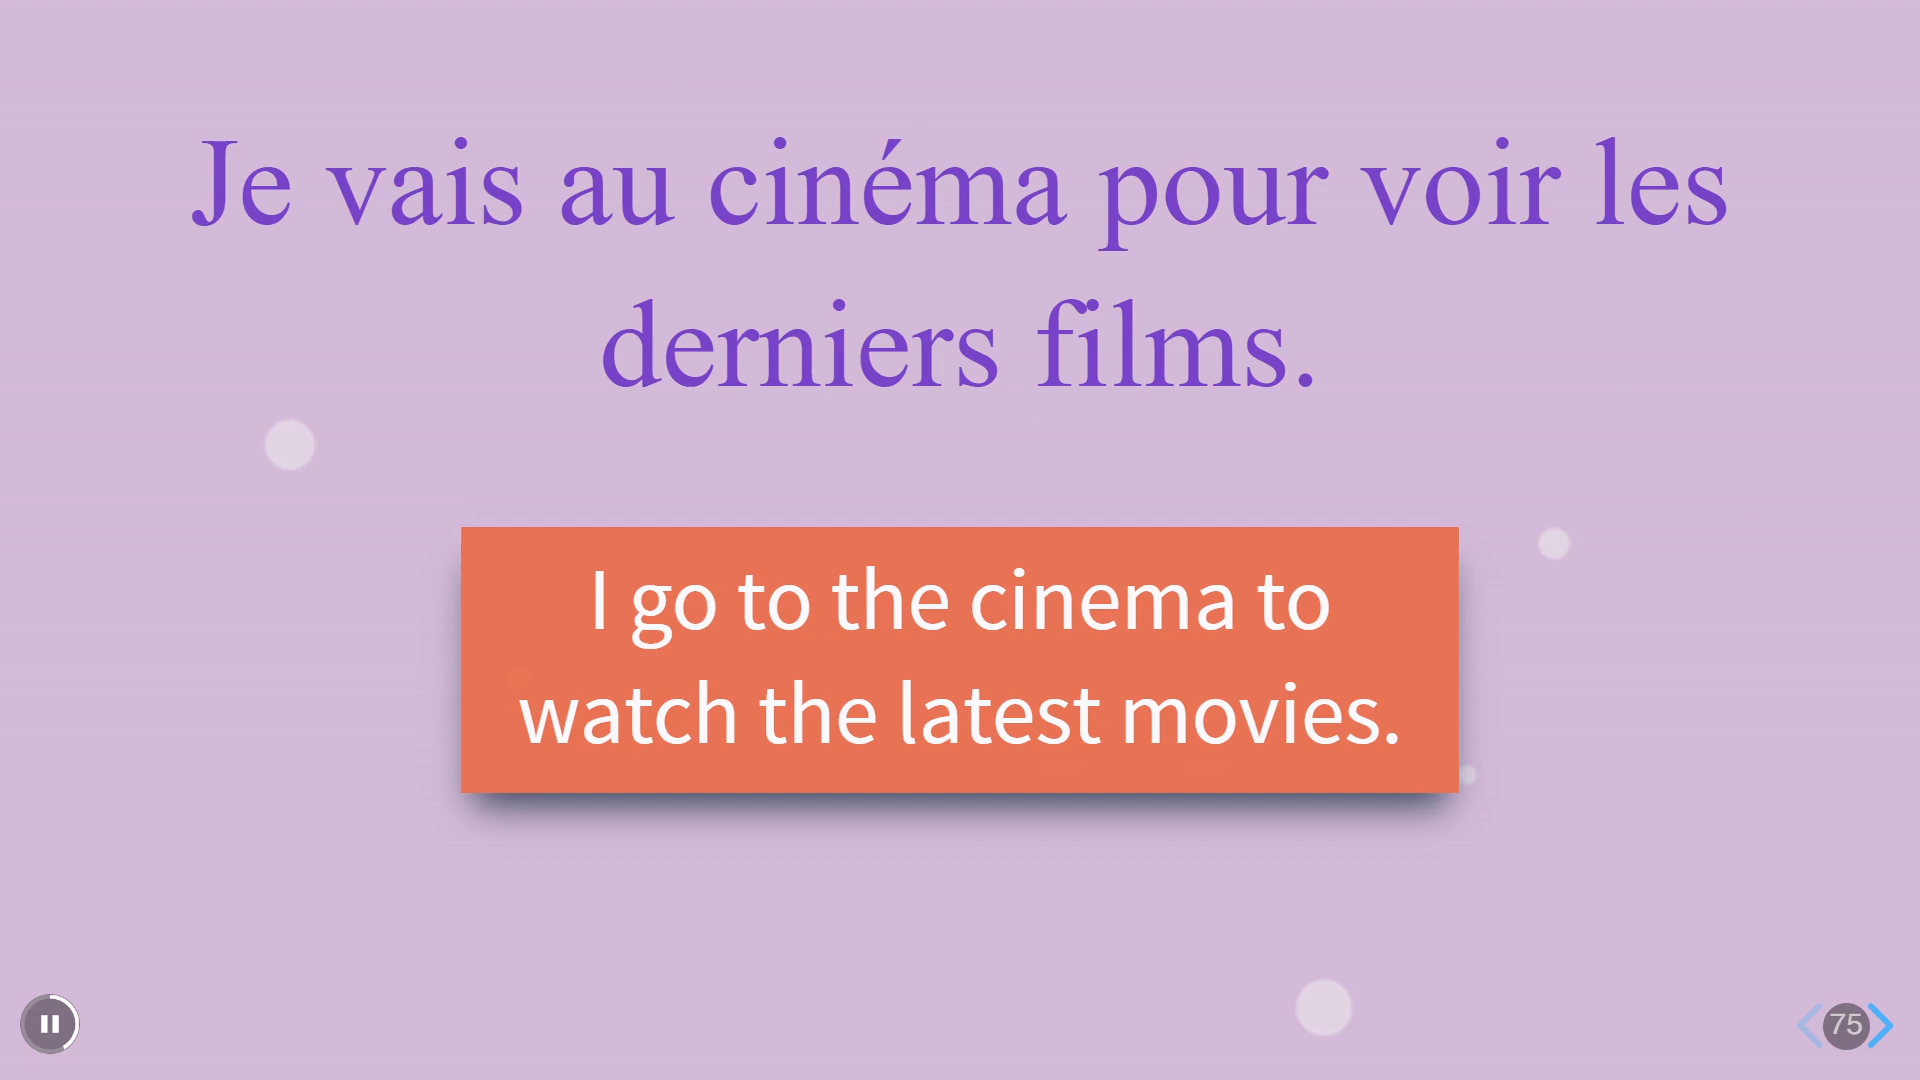 Je vais au cinéma pour voir les
derniers films.
I go to the cinema to
watch the latest movies.
75